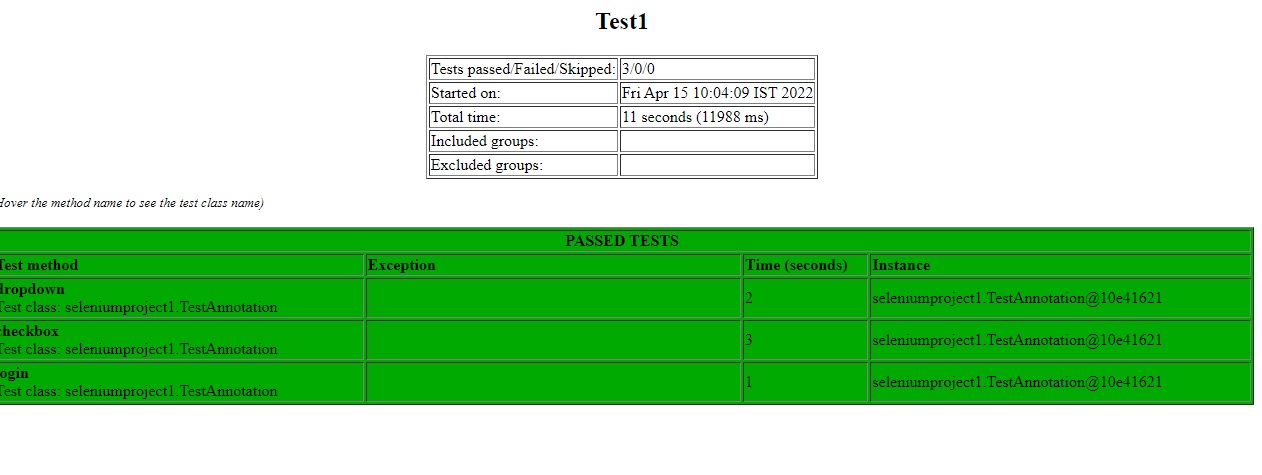 Test1
Tests passed/Failed/Skipped: 3/0/0
Started on: Fri Apr 15 10:04:09 IST 2022
Total time: 11 seconds (11988 ms)
Included groups:
Excluded groups:
Hover the method name to see the test class name)
PASSED TESTS
Test method Exception Time (seconds) Instance
dropdown
Test class: seleniumproject1.TestAnnotation 2 seleniumproject1.TestAnnotation@10e41621
checkbox
Test class: seleniumproject1.TestAnnotation 3 seleniumproject1.TestAnnotation@10e41621
login
Test class: seleniumproject1.TestAnnotation 1 seleniumproject1.TestAnnotation@10e41621